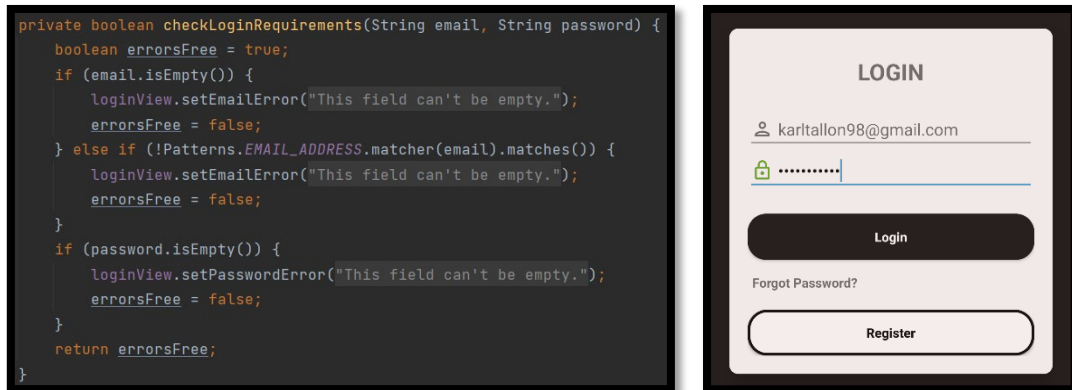 private boolean checkLoginRequirements(String email, String password) {
boolean errorsFree = true;
if (email.isEmpty()) {
loginView.setEmailError("This field can't be empty.");
errorsFree = false;
} else if (!Patterns.EMAIL_ADDRESS.matcher(email).matches()) {
loginView.setEmailError("This field can't be empty.");
errorsFree = false;
}
if (password.isEmpty()) {
loginView.setPasswordError("This field can't be empty.");
errorsFree = false;
}
return errorsFree;
}
LOGIN
karltallon98@gmail.com
•••••••••••
Login
Forgot Password?
Register